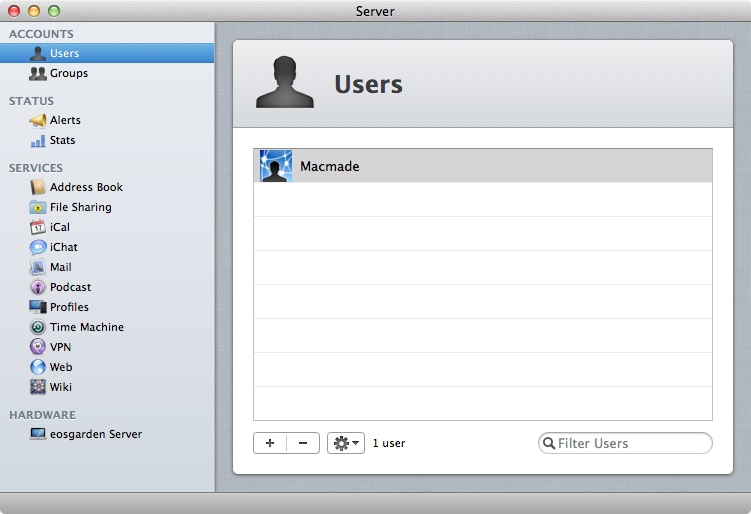 Server
ACCOUNTS
Users
Groups
STATUS
Alerts
Stats
SERVICES
Address Book
File Sharing
iCal
iChat
Mail
Podcast
Profiles
Time Machine
VPN
Web
Wiki
HARDWARE
eosgarden Server
Users
Macmade
+ − 1 user
Filter Users
17